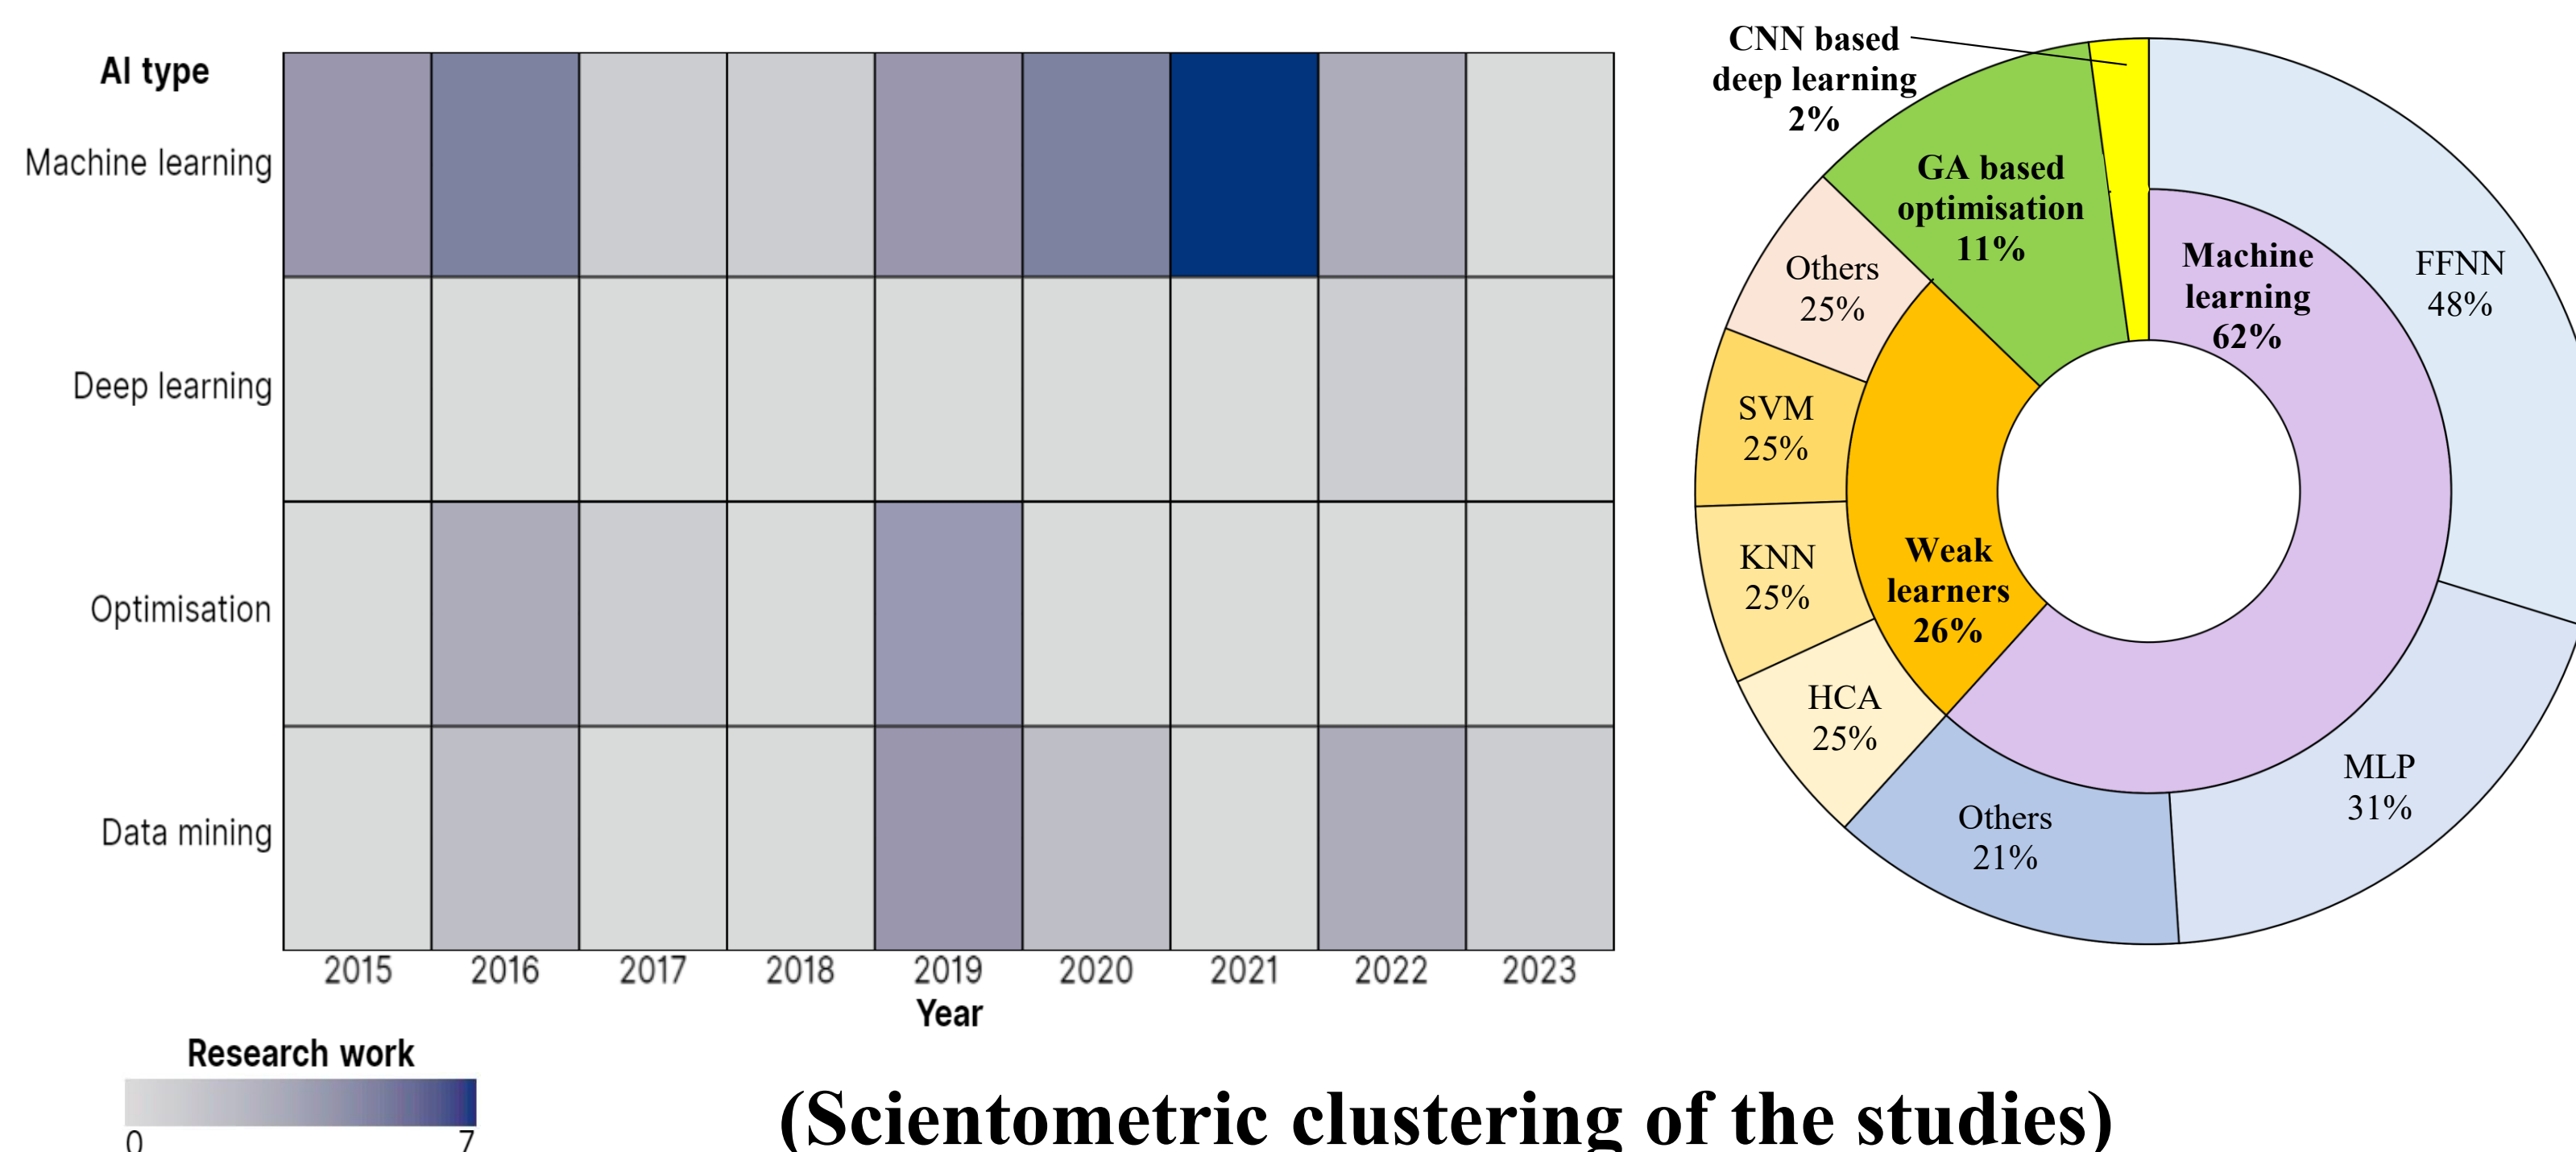 AI type
Machine learning
Deep learning
Optimisation
Data mining
2015 2016 2017 2018 2019 2020 2021 2022 2023
Year
Research work
0 7
CNN based
deep learning
2%
GA based
optimisation
11%
Machine
learning
62%
FFNN
48%
Others
25%
SVM
25%
KNN
25%
Weak
learners
26%
HCA
25%
Others
21%
MLP
31%
(Scientometric clustering of the studies)